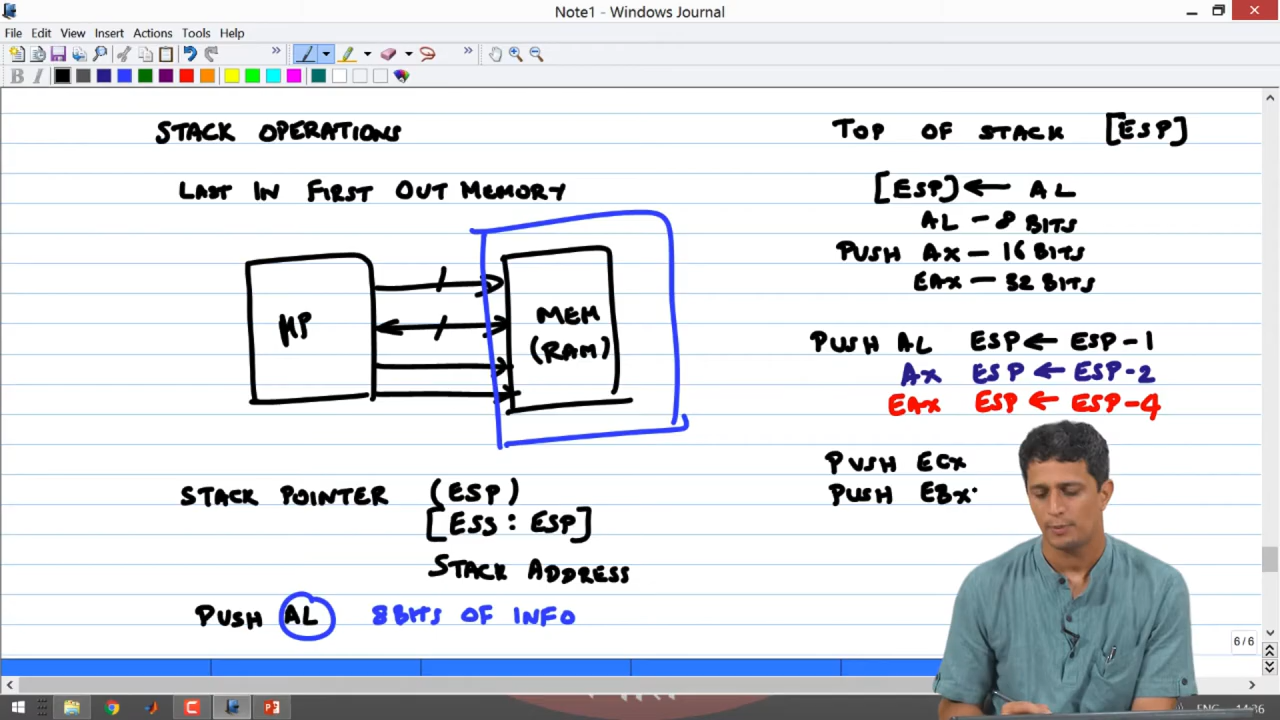 Note1 - Windows Journal
File Edit View Insert Actions Tools Help
STACK OPERATIONS
LAST IN FIRST OUT MEMORY
μP
MEM
(RAM)
STACK POINTER (ESP)
[ESS : ESP]
STACK ADDRESS
PUSH AL 8 BITS OF INFO
TOP OF STACK [ESP]
[ESP] ← AL
AL - 8 BITS
PUSH AX - 16 BITS
EAX - 32 BITS
PUSH AL ESP ← ESP-1
AX ESP ← ESP-2
EAX ESP ← ESP-4
PUSH ECX
PUSH EBX
6/6
ENG